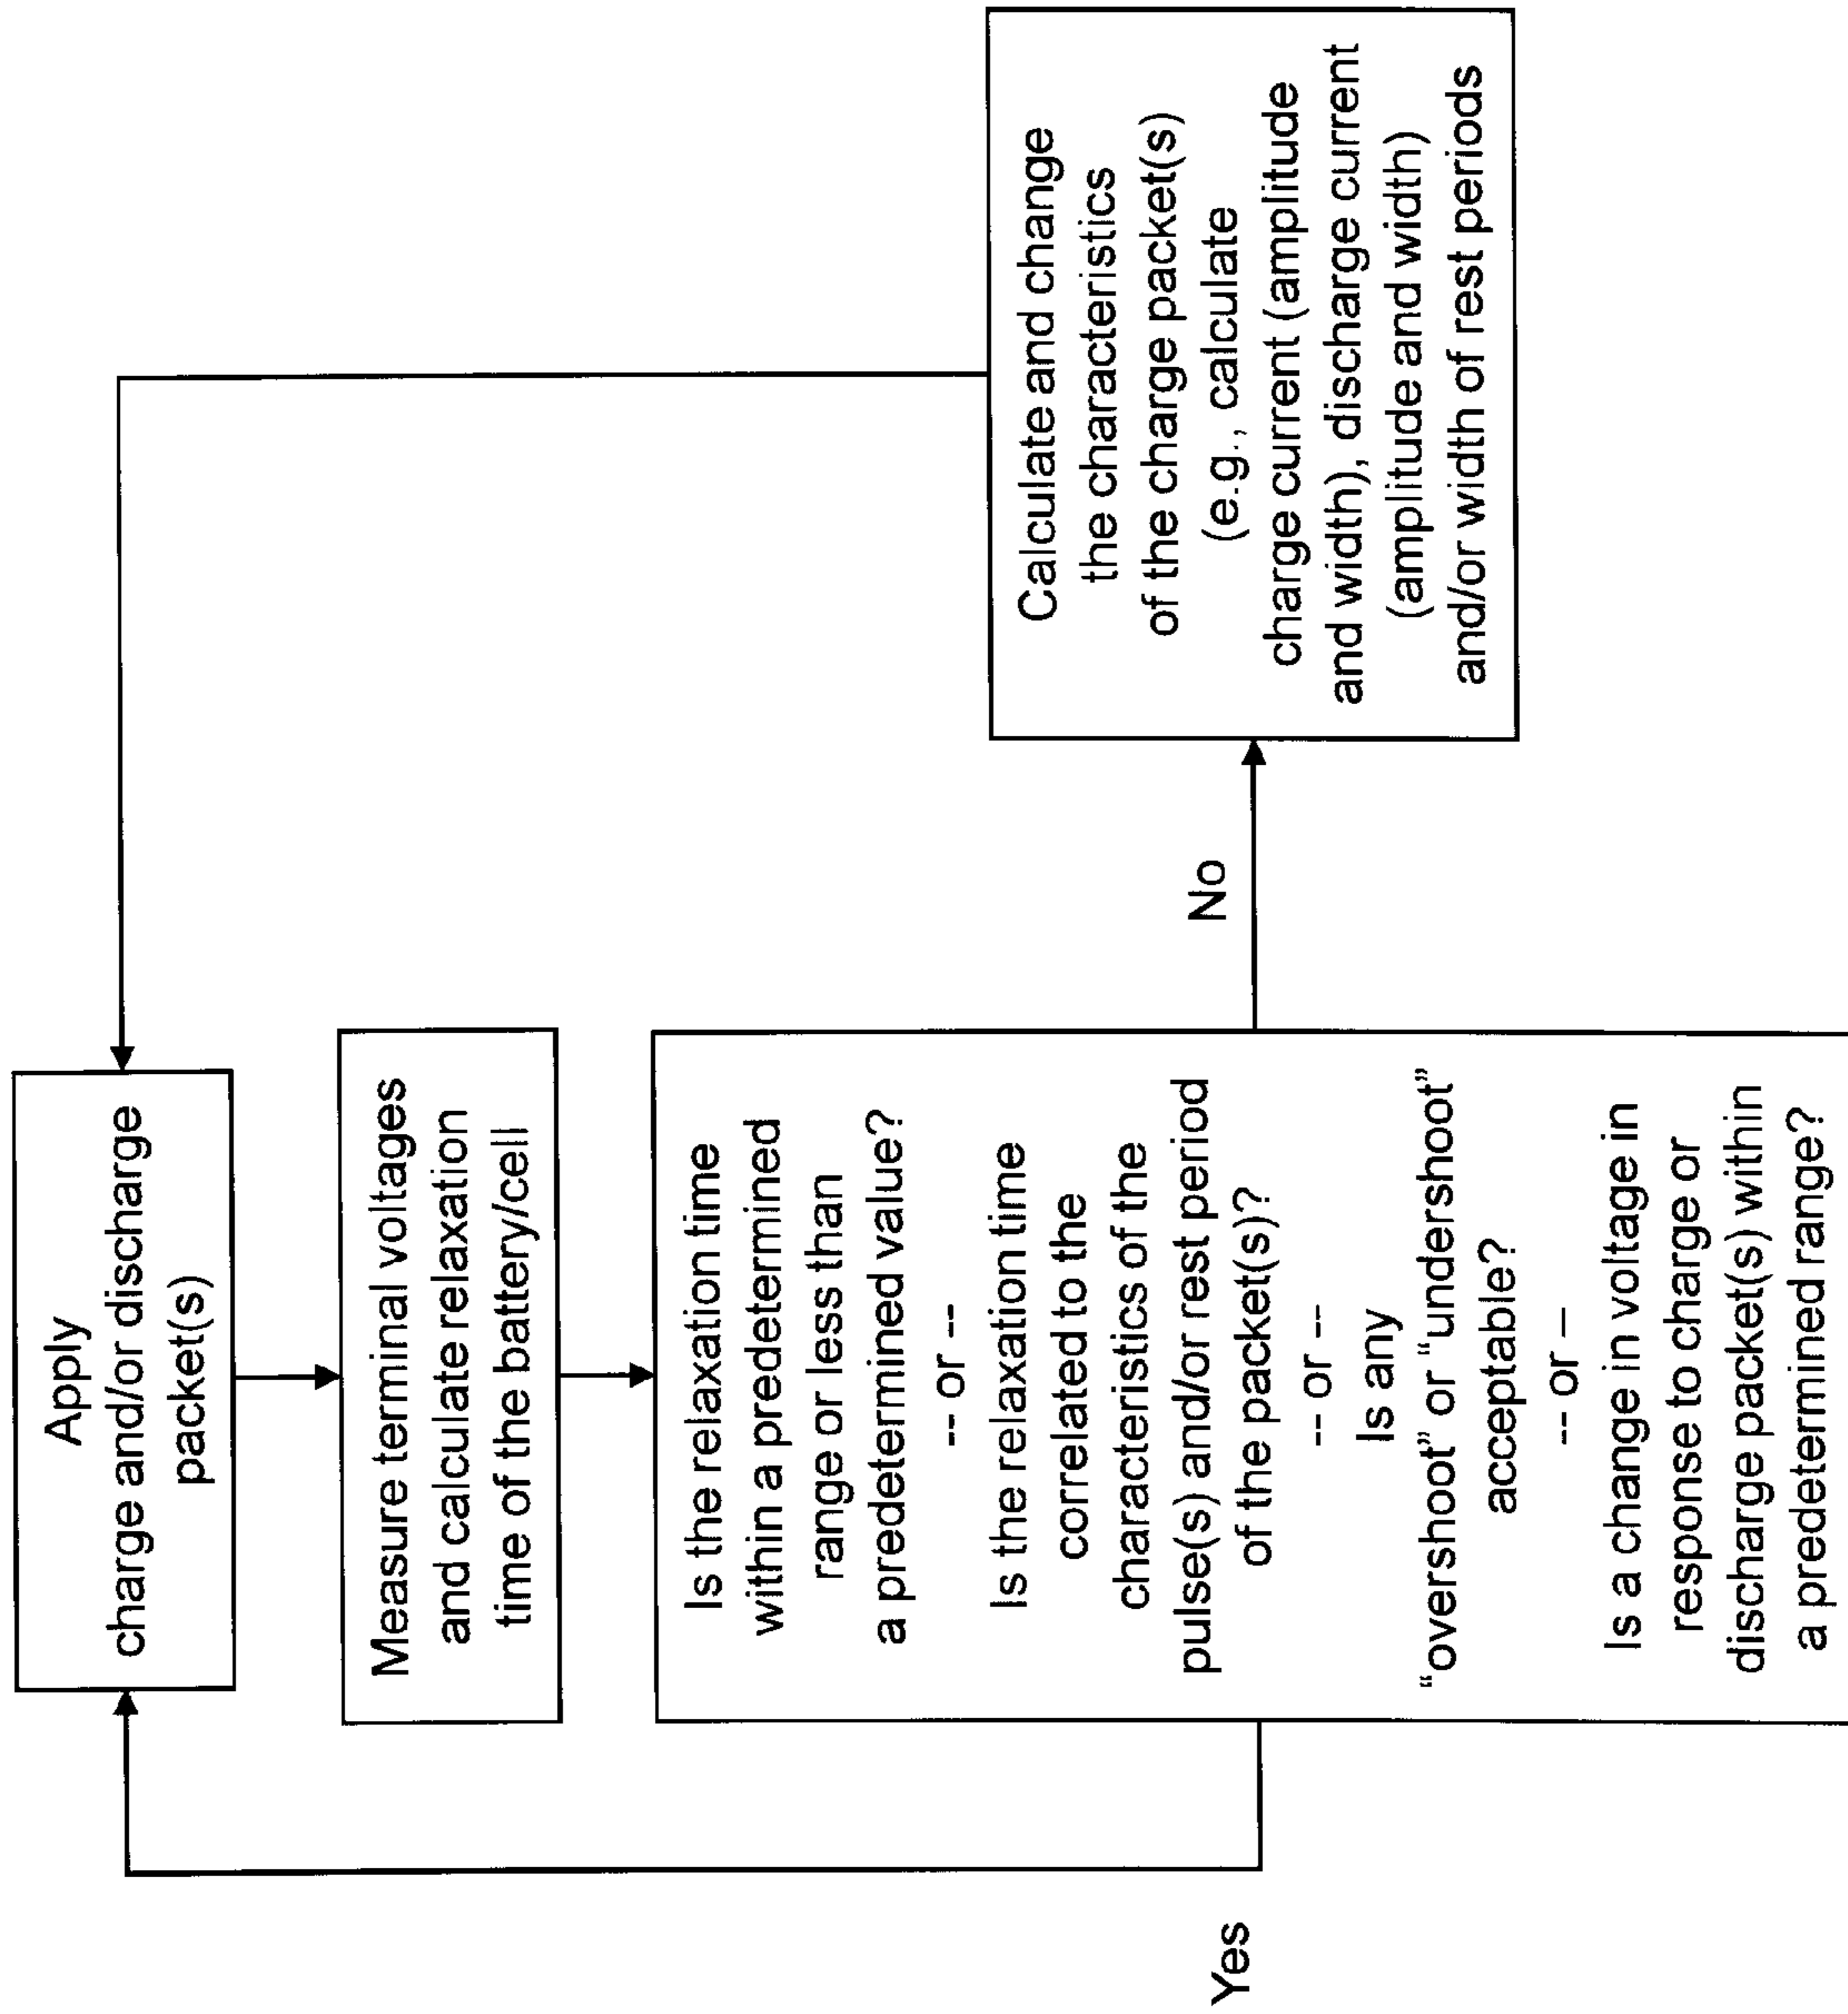 Apply
charge and/or discharge
packet(s)
Measure terminal voltages
and calculate relaxation
time of the battery/cell
Is the relaxation time
within a predetermined
range or less than
a predetermined value?
-- or --
Is the relaxation time
correlated to the
characteristics of the
pulse(s) and/or rest period
of the packet(s)?
-- or --
Is any
“overshoot” or “undershoot”
acceptable?
-- or –
Is a change in voltage in
response to charge or
discharge packet(s) within
a predetermined range?
Yes
No
Calculate and change
the characteristics
of the charge packet(s)
(e.g., calculate
charge current (amplitude
and width), discharge current
(amplitude and width)
and/or width of rest periods